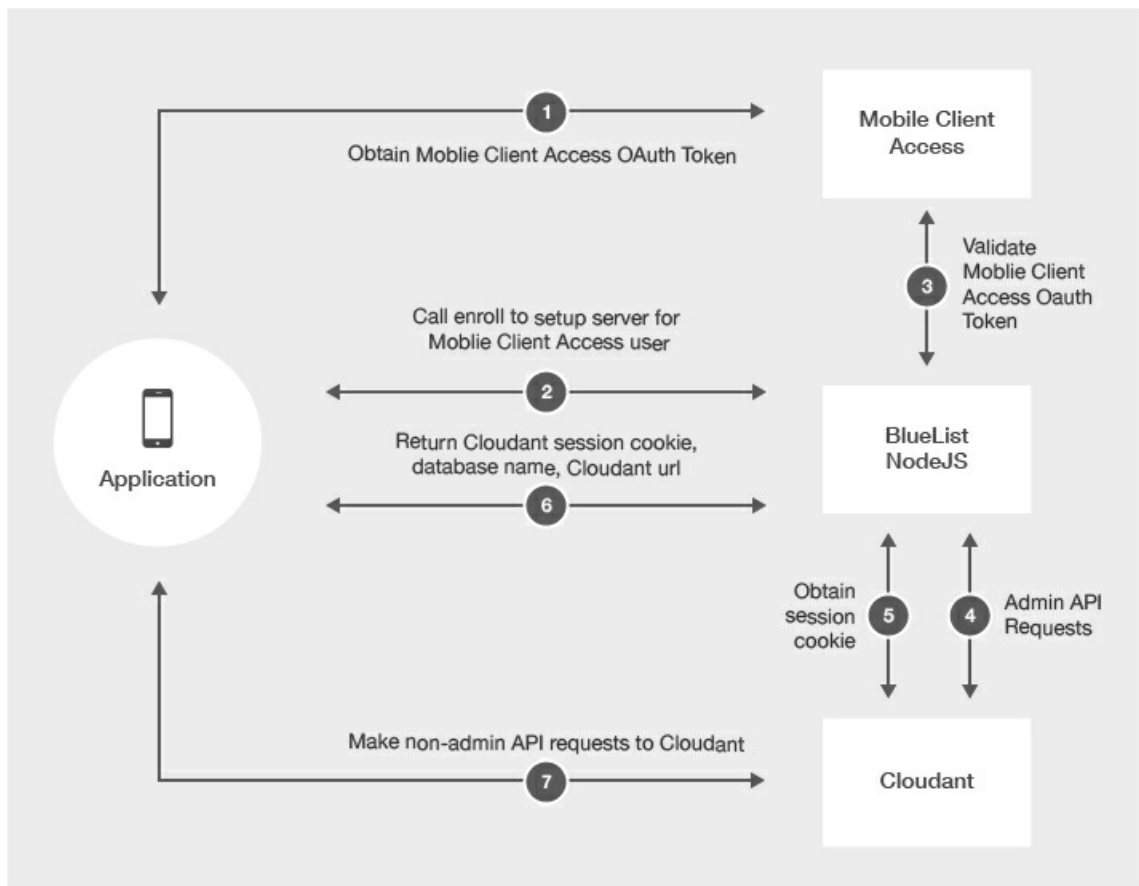 1
Obtain Moblie Client Access OAuth Token
Mobile Client
Access
3
Validate
Moblie Client
Access Oauth
Token
Call enroll to setup server for
Moblie Client Access user
2
Application
Return Cloudant session cookie,
database name, Cloudant url
6
BlueList
NodeJS
Obtain
session
cookie
5
4
Admin API
Requests
Make non-admin API requests to Cloudant
7
Cloudant